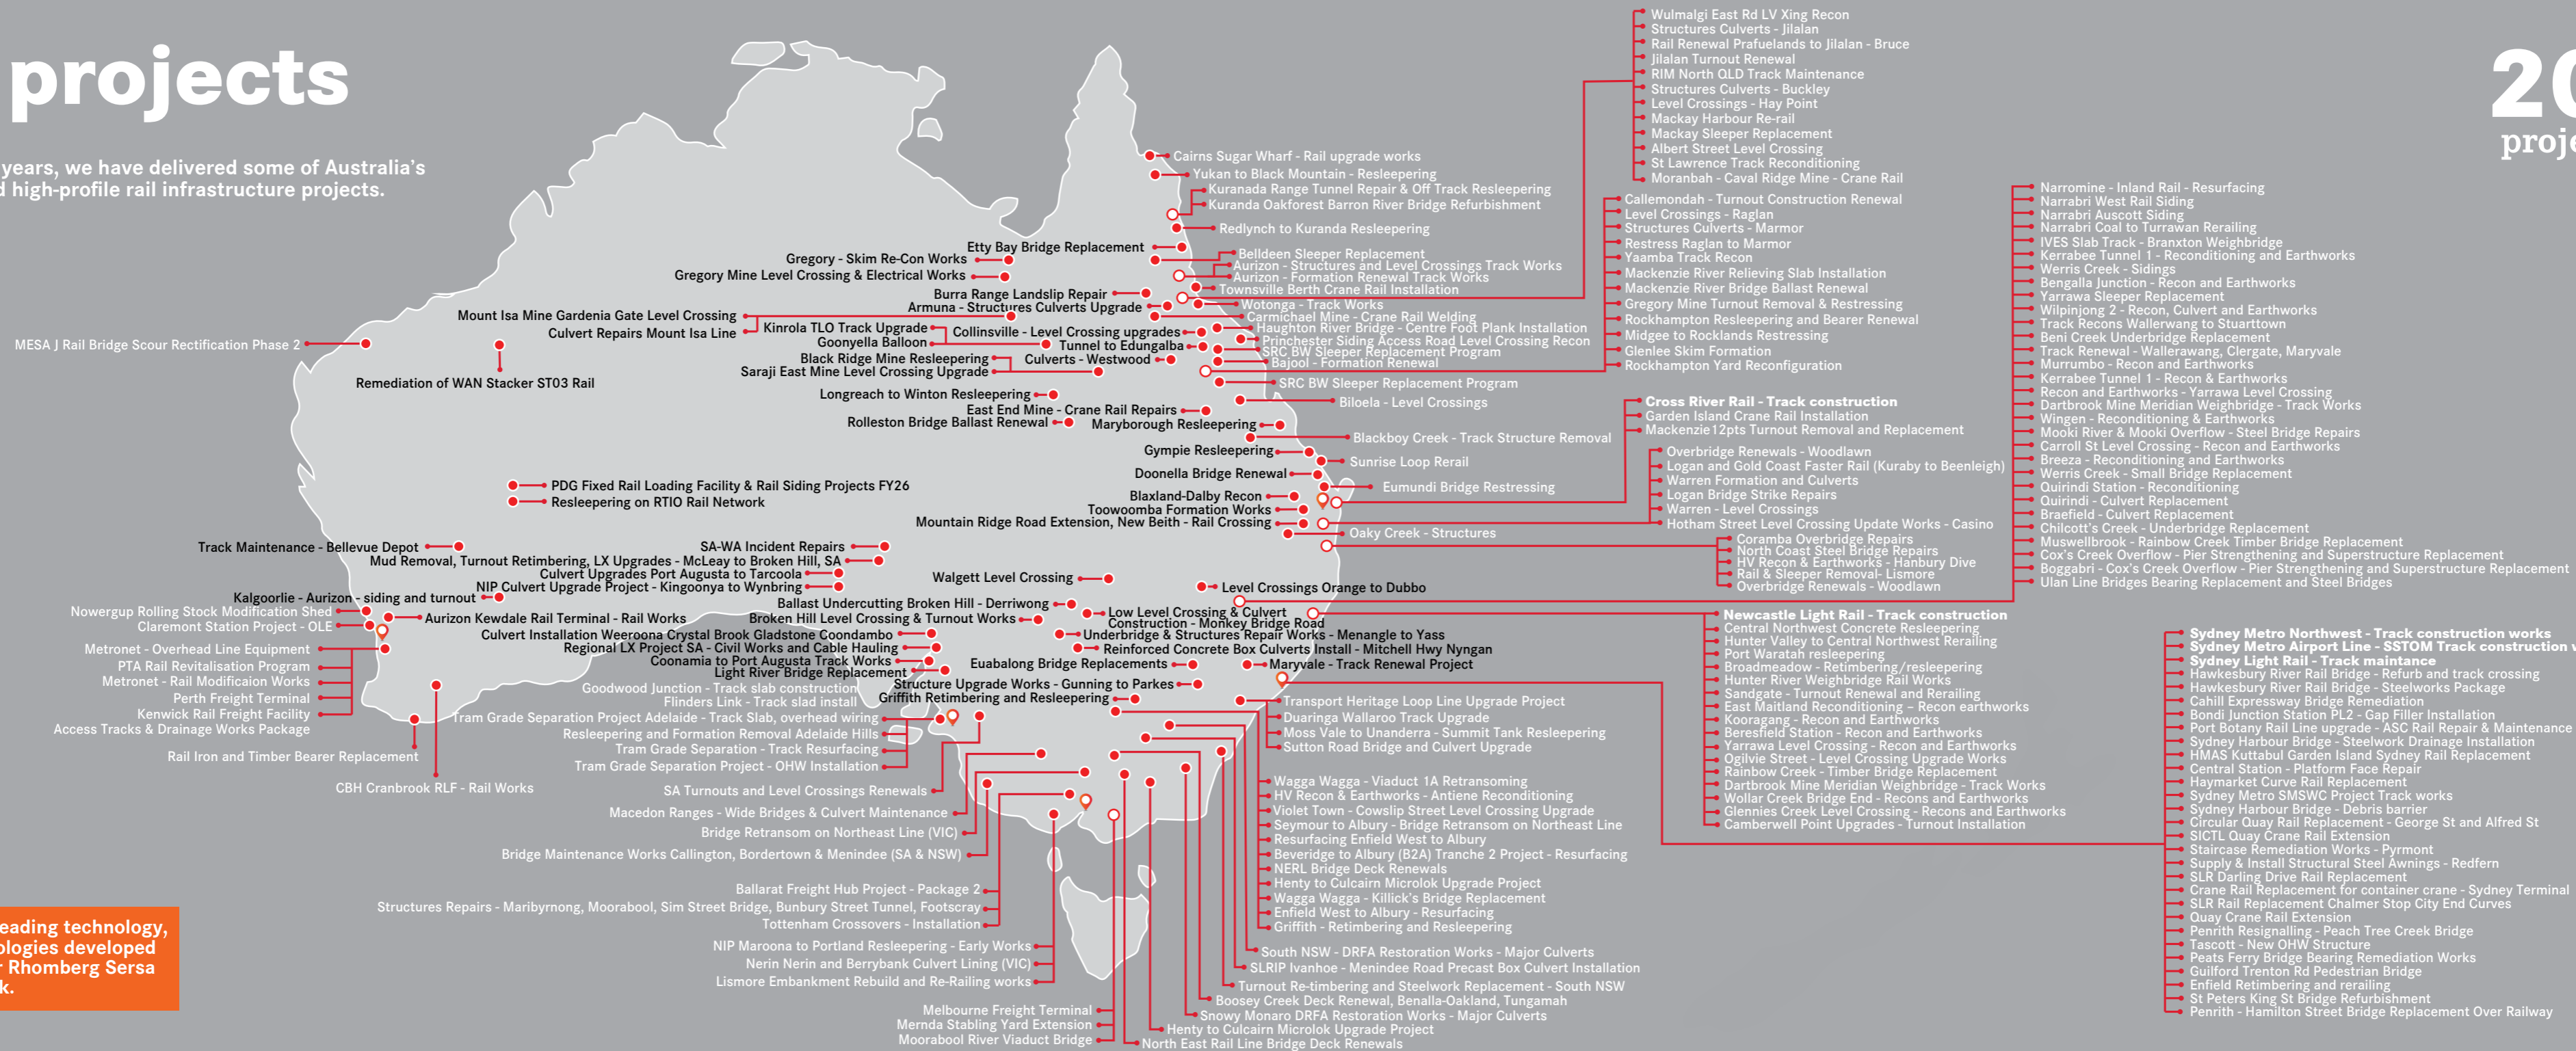 projects
years, we have delivered some of Australia's
high-profile rail infrastructure projects.
20
proje
Wulmalgi East Rd LV Xing Recon
Structures Culverts - Jilalan
Rail Renewal Prafuelands to Jilalan - Bruce
Jilalan Turnout Renewal
RIM North QLD Track Maintenance
Structures Culverts - Buckley
Level Crossings - Hay Point
Mackay Harbour Re-rail
Mackay Sleeper Replacement
Albert Street Level Crossing
St Lawrence Track Reconditioning
Moranbah - Caval Ridge Mine - Crane Rail
Cairns Sugar Wharf - Rail upgrade works
Yukan to Black Mountain - Resleepering
Kuranada Range Tunnel Repair & Off Track Resleepering
Kuranda Oakforest Barron River Bridge Refurbishment
Redlynch to Kuranda Resleepering
Etty Bay Bridge Replacement
Belldeen Sleeper Replacement
Aurizon - Structures and Level Crossings Track Works
Aurizon - Formation Renewal Track Works
Townsville Berth Crane Rail Installation
Wotonga - Track Works
Carmichael Mine - Crane Rail Welding
Haughton River Bridge - Centre Foot Plank Installation
Princhester Siding Access Road Level Crossing Recon
SRC BW Sleeper Replacement Program
Bajool - Formation Renewal
SRC BW Sleeper Replacement Program
Biloela - Level Crossings
Blackboy Creek - Track Structure Removal
Sunrise Loop Rerail
Eumundi Bridge Restressing
Oaky Creek - Structures
Gregory - Skim Re-Con Works
Gregory Mine Level Crossing & Electrical Works
Burra Range Landslip Repair
Armuna - Structures Culverts Upgrade
Mount Isa Mine Gardenia Gate Level Crossing
Culvert Repairs Mount Isa Line
Kinrola TLO Track Upgrade
Goonyella Balloon
Collinsville - Level Crossing upgrades
Tunnel to Edungalba
Black Ridge Mine Resleepering
Saraji East Mine Level Crossing Upgrade
Culverts - Westwood
Longreach to Winton Resleepering
East End Mine - Crane Rail Repairs
Rolleston Bridge Ballast Renewal
Maryborough Resleepering
Gympie Resleepering
Doonella Bridge Renewal
Blaxland-Dalby Recon
Toowoomba Formation Works
Mountain Ridge Road Extension, New Beith - Rail Crossing
Callemondah - Turnout Construction Renewal
Level Crossings - Raglan
Structures Culverts - Marmor
Restress Raglan to Marmor
Yaamba Track Recon
Mackenzie River Relieving Slab Installation
Mackenzie River Bridge Ballast Renewal
Gregory Mine Turnout Removal & Restressing
Rockhampton Resleepering and Bearer Renewal
Midgee to Rocklands Restressing
Glenlee Skim Formation
Rockhampton Yard Reconfiguration
Cross River Rail - Track construction
Garden Island Crane Rail Installation
Mackenzie 12pts Turnout Removal and Replacement
Overbridge Renewals - Woodlawn
Logan and Gold Coast Faster Rail (Kuraby to Beenleigh)
Warren Formation and Culverts
Logan Bridge Strike Repairs
Warren - Level Crossings
Hotham Street Level Crossing Update Works - Casino
Coramba Overbridge Repairs
North Coast Steel Bridge Repairs
HV Recon & Earthworks - Hanbury Dive
Rail & Sleeper Removal- Lismore
Overbridge Renewals - Woodlawn
Narromine - Inland Rail - Resurfacing
Narrabri West Rail Siding
Narrabri Auscott Siding
Narrabri Coal to Turrawan Rerailing
IVES Slab Track - Branxton Weighbridge
Kerrabee Tunnel 1 - Reconditioning and Earthworks
Werris Creek - Sidings
Bengalla Junction - Recon and Earthworks
Yarrawa Sleeper Replacement
Wilpinjong 2 - Recon, Culvert and Earthworks
Track Recons Wallerwang to Stuarttown
Beni Creek Underbridge Replacement
Track Renewal - Wallerawang, Clergate, Maryvale
Murrumbo - Recon and Earthworks
Kerrabee Tunnel 1 - Recon & Earthworks
Recon and Earthworks - Yarrawa Level Crossing
Dartbrook Mine Meridian Weighbridge - Track Works
Wingen - Reconditioning & Earthworks
Mooki River & Mooki Overflow - Steel Bridge Repairs
Carroll St Level Crossing - Recon and Earthworks
Breeza - Reconditioning and Earthworks
Werris Creek - Small Bridge Replacement
Quirindi Station - Reconditioning
Quirindi - Culvert Replacement
Braefield - Culvert Replacement
Chilcott's Creek - Underbridge Replacement
Muswellbrook - Rainbow Creek Timber Bridge Replacement
Cox's Creek Overflow - Pier Strengthening and Superstructure Replacement
Boggabri - Cox's Creek Overflow - Pier Strengthening and Superstructure Replacement
Ulan Line Bridges Bearing Replacement and Steel Bridges
MESA J Rail Bridge Scour Rectification Phase 2
Remediation of WAN Stacker ST03 Rail
PDG Fixed Rail Loading Facility & Rail Siding Projects FY26
Resleepering on RTIO Rail Network
Track Maintenance - Bellevue Depot
SA-WA Incident Repairs
Mud Removal, Turnout Retimbering, LX Upgrades - McLeay to Broken Hill, SA
Culvert Upgrades Port Augusta to Tarcoola
NIP Culvert Upgrade Project - Kingoonya to Wynbring
Kalgoorlie - Aurizon - siding and turnout
Nowergup Rolling Stock Modification Shed
Claremont Station Project - OLE
Aurizon Kewdale Rail Terminal - Rail Works
Metronet - Overhead Line Equipment
PTA Rail Revitalisation Program
Metronet - Rail Modificaion Works
Perth Freight Terminal
Kenwick Rail Freight Facility
Access Tracks & Drainage Works Package
Rail Iron and Timber Bearer Replacement
CBH Cranbrook RLF - Rail Works
Walgett Level Crossing
Level Crossings Orange to Dubbo
Ballast Undercutting Broken Hill - Derriwong
Broken Hill Level Crossing & Turnout Works
Low Level Crossing & Culvert
Construction - Monkey Bridge Road
Culvert Installation Weeroona Crystal Brook Gladstone Coondambo
Underbridge & Structures Repair Works - Menangle to Yass
Regional LX Project SA - Civil Works and Cable Hauling
Reinforced Concrete Box Culverts Install - Mitchell Hwy Nyngan
Coonamia to Port Augusta Track Works
Euabalong Bridge Replacements
Maryvale - Track Renewal Project
Light River Bridge Replacement
Structure Upgrade Works - Gunning to Parkes
Griffith Retimbering and Resleepering
Goodwood Junction - Track slab construction
Flinders Link - Track slad install
Tram Grade Separation Project Adelaide - Track Slab, overhead wiring
Resleepering and Formation Removal Adelaide Hills
Tram Grade Separation - Track Resurfacing
Tram Grade Separation Project - OHW Installation
SA Turnouts and Level Crossings Renewals
Macedon Ranges - Wide Bridges & Culvert Maintenance
Bridge Retransom on Northeast Line (VIC)
Bridge Maintenance Works Callington, Bordertown & Menindee (SA & NSW)
Ballarat Freight Hub Project - Package 2
Structures Repairs - Maribyrnong, Moorabool, Sim Street Bridge, Bunbury Street Tunnel, Footscray
Tottenham Crossovers - Installation
NIP Maroona to Portland Resleepering - Early Works
Nerin Nerin and Berrybank Culvert Lining (VIC)
Lismore Embankment Rebuild and Re-Railing works
Melbourne Freight Terminal
Mernda Stabling Yard Extension
Moorabool River Viaduct Bridge
Transport Heritage Loop Line Upgrade Project
Duaringa Wallaroo Track Upgrade
Moss Vale to Unanderra - Summit Tank Resleepering
Sutton Road Bridge and Culvert Upgrade
Wagga Wagga - Viaduct 1A Retransoming
HV Recon & Earthworks - Antiene Reconditioning
Violet Town - Cowslip Street Level Crossing Upgrade
Seymour to Albury - Bridge Retransom on Northeast Line
Resurfacing Enfield West to Albury
Beveridge to Albury (B2A) Tranche 2 Project - Resurfacing
NERL Bridge Deck Renewals
Henty to Culcairn Microlok Upgrade Project
Wagga Wagga - Killick's Bridge Replacement
Enfield West to Albury - Resurfacing
Griffith - Retimbering and Resleepering
South NSW - DRFA Restoration Works - Major Culverts
SLRIP Ivanhoe - Menindee Road Precast Box Culvert Installation
Turnout Re-timbering and Steelwork Replacement - South NSW
Boosey Creek Deck Renewal, Benalla-Oakland, Tungamah
Snowy Monaro DRFA Restoration Works - Major Culverts
Henty to Culcairn Microlok Upgrade Project
North East Rail Line Bridge Deck Renewals
Newcastle Light Rail - Track construction
Central Northwest Concrete Resleepering
Hunter Valley to Central Northwest Rerailing
Port Waratah resleepering
Broadmeadow - Retimbering/resleepering
Hunter River Weighbridge Rail Works
Sandgate - Turnout Renewal and Rerailing
East Maitland Reconditioning – Recon earthworks
Kooragang - Recon and Earthworks
Beresfield Station - Recon and Earthworks
Yarrawa Level Crossing - Recon and Earthworks
Ogilvie Street - Level Crossing Upgrade Works
Rainbow Creek - Timber Bridge Replacement
Dartbrook Mine Meridian Weighbridge - Track Works
Wollar Creek Bridge End - Recons and Earthworks
Glennies Creek Level Crossing - Recons and Earthworks
Camberwell Point Upgrades - Turnout Installation
Sydney Metro Northwest - Track construction works
Sydney Metro Airport Line - SSTOM Track construction
Sydney Light Rail - Track maintance
Hawkesbury River Rail Bridge - Refurb and track crossing
Hawkesbury River Rail Bridge - Steelworks Package
Cahill Expressway Bridge Remediation
Bondi Junction Station PL2 - Gap Filler Installation
Port Botany Rail Line upgrade - ASC Rail Repair & Maintenance
Sydney Harbour Bridge - Steelwork Drainage Installation
HMAS Kuttabul Garden Island Sydney Rail Replacement
Central Station - Platform Face Repair
Haymarket Curve Rail Replacement
Sydney Metro SMSWC Project Track works
Sydney Harbour Bridge - Debris barrier
Circular Quay Rail Replacement - George St and Alfred St
SICTL Quay Crane Rail Extension
Staircase Remediation Works - Pyrmont
Supply & Install Structural Steel Awnings - Redfern
SLR Darling Drive Rail Replacement
Crane Rail Replacement for container crane - Sydney Terminal
SLR Rail Replacement Chalmer Stop City End Curves
Quay Crane Rail Extension
Penrith Resignalling - Peach Tree Creek Bridge
Tascott - New OHW Structure
Peats Ferry Bridge Bearing Remediation Works
Guilford Trenton Rd Pedestrian Bridge
Enfield Retimbering and rerailing
St Peters King St Bridge Refurbishment
Penrith - Hamilton Street Bridge Replacement Over Railway
eading technology,
ologies developed
r Rhomberg Sersa
k.